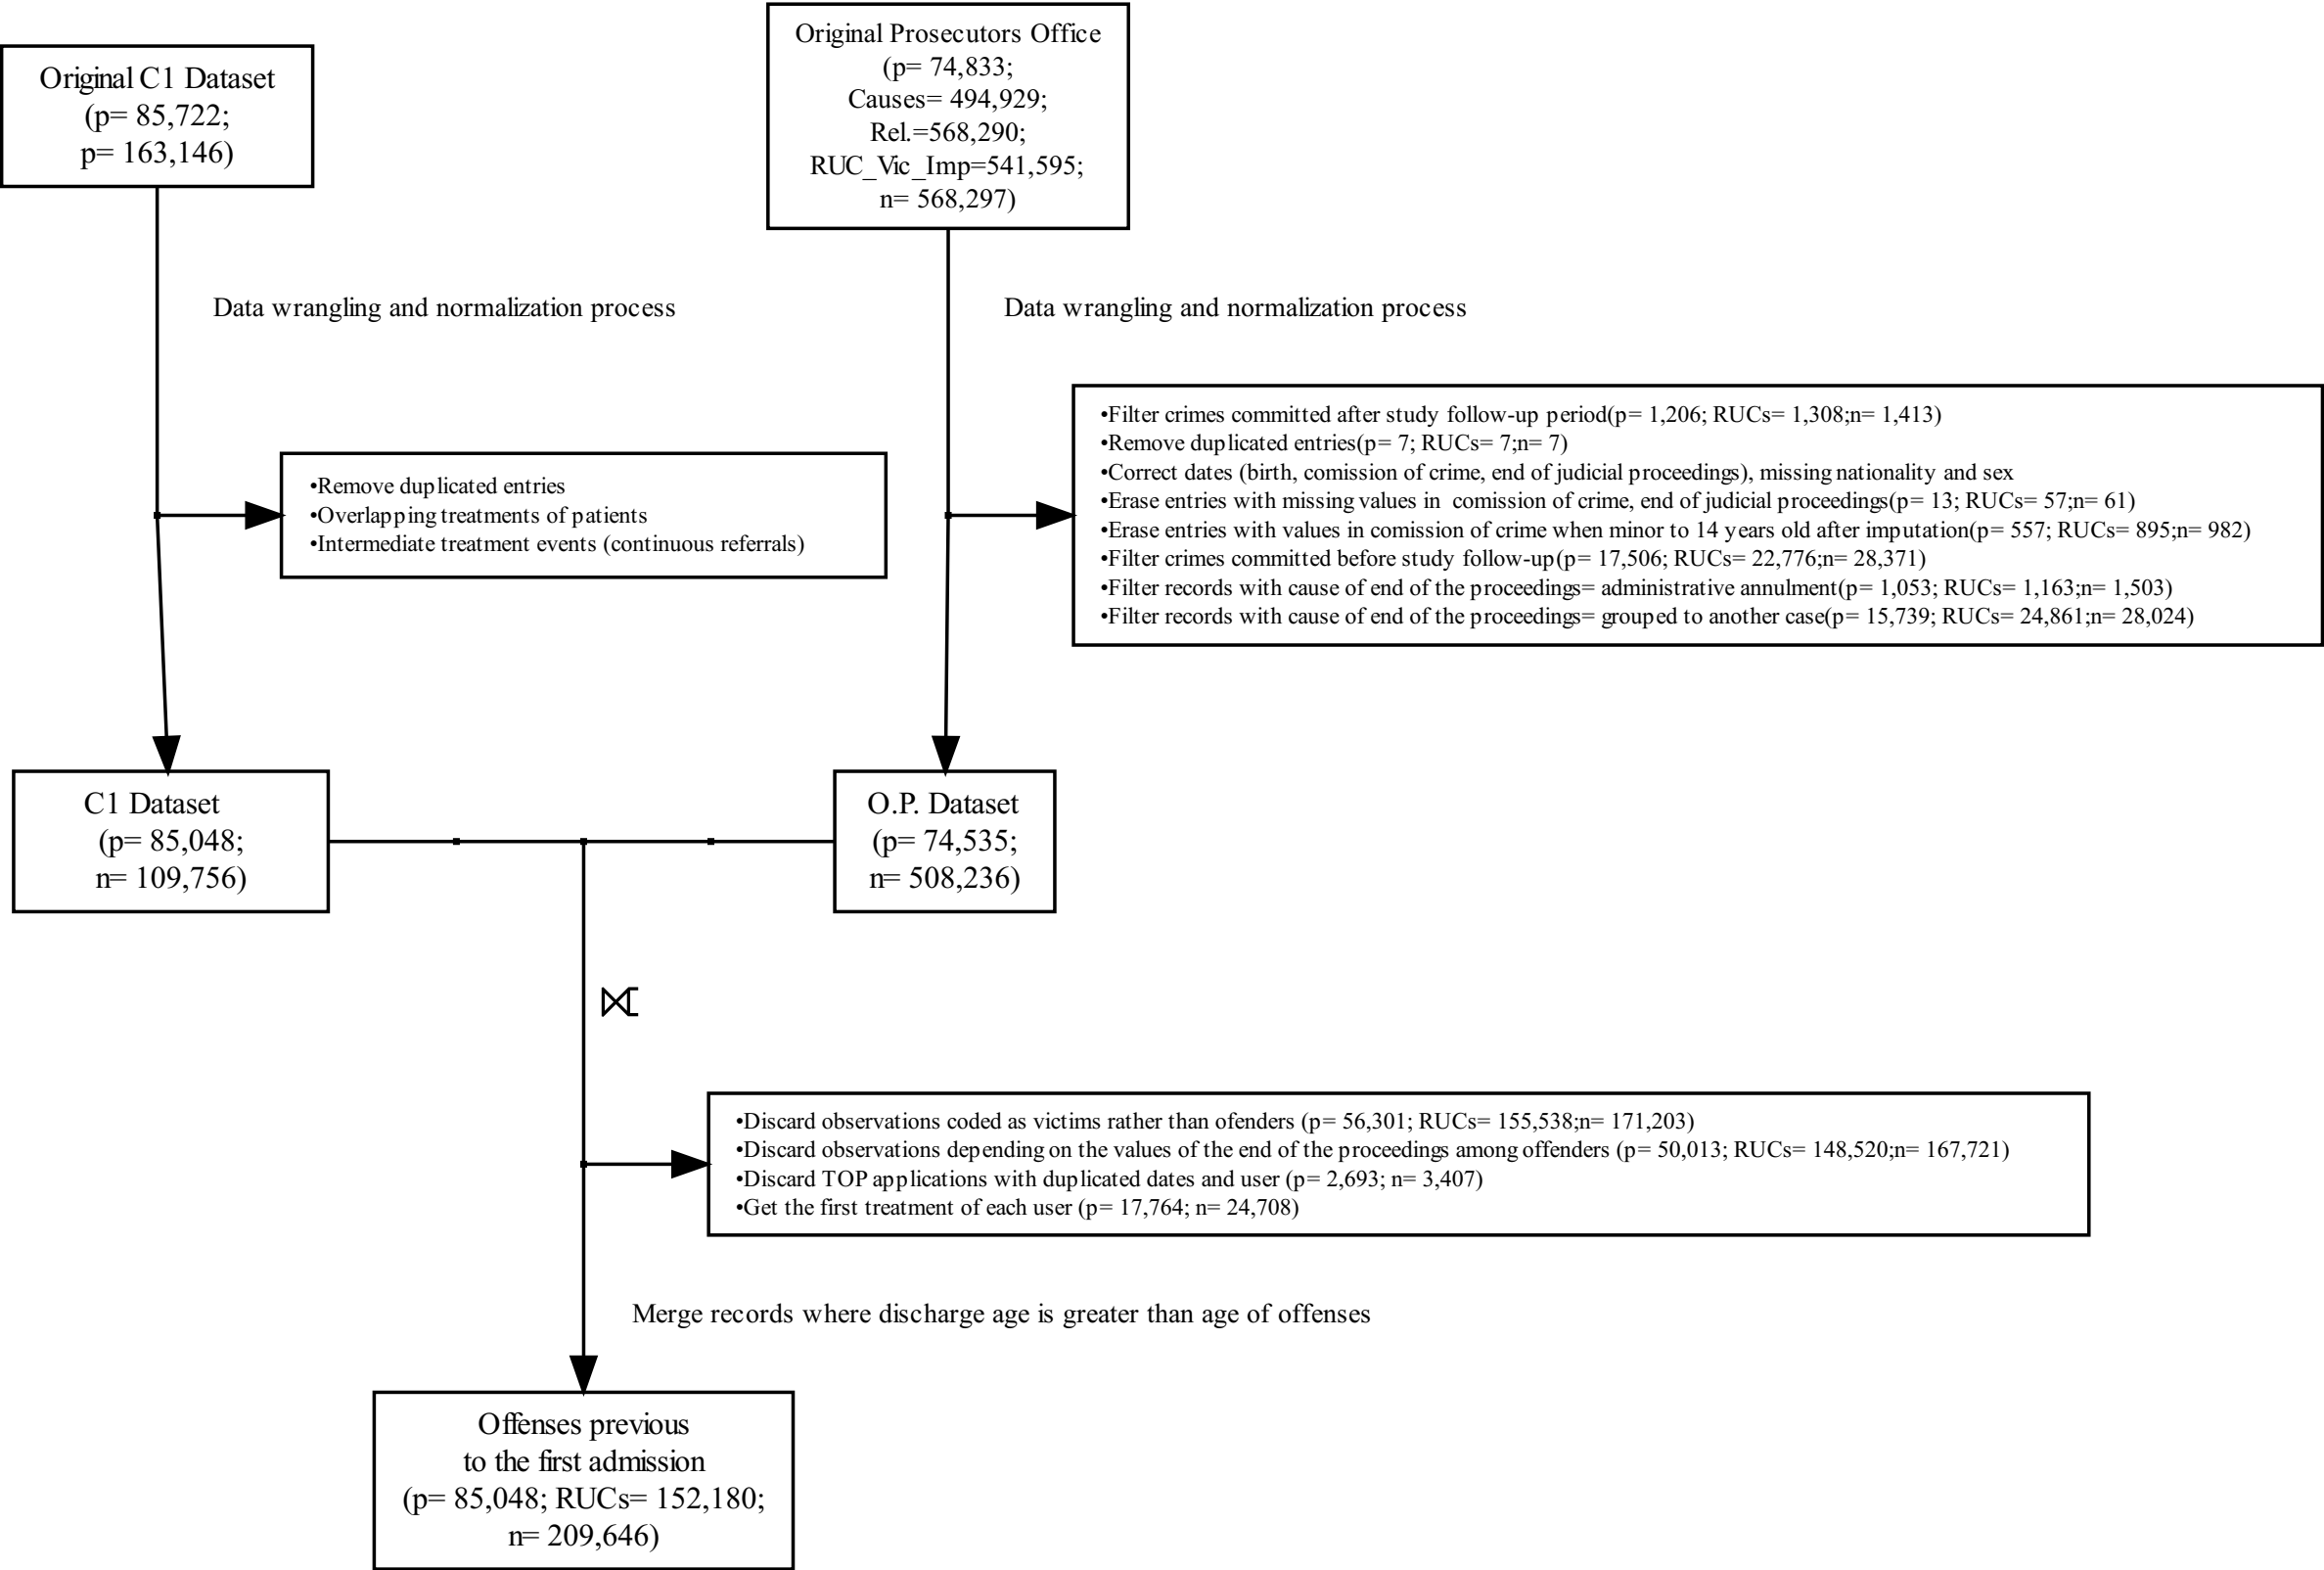 Original C1 Dataset
(p= 85,722;
p= 163,146)
Original Prosecutors Office
(p= 74,833;
Causes= 494,929;
Rel.=568,290;
RUC_Vic_Imp=541,595;
n= 568,297)
Data wrangling and normalization process
Data wrangling and normalization process
•Remove duplicated entries
•Overlapping treatments of patients
•Intermediate treatment events (continuous referrals)
•Filter crimes committed after study follow-up period(p= 1,206; RUCs= 1,308;n= 1,413)
•Remove duplicated entries(p= 7; RUCs= 7;n= 7)
•Correct dates (birth, comission of crime, end of judicial proceedings), missing nationality and sex
•Erase entries with missing values in  comission of crime, end of judicial proceedings(p= 13; RUCs= 57;n= 61)
•Erase entries with values in comission of crime when minor to 14 years old after imputation(p= 557; RUCs= 895;n= 982)
•Filter crimes committed before study follow-up(p= 17,506; RUCs= 22,776;n= 28,371)
•Filter records with cause of end of the proceedings= administrative annulment(p= 1,053; RUCs= 1,163;n= 1,503)
•Filter records with cause of end of the proceedings= grouped to another case(p= 15,739; RUCs= 24,861;n= 28,024)
C1 Dataset
(p= 85,048;
n= 109,756)
O.P. Dataset
(p= 74,535;
n= 508,236)
⟖
•Discard observations coded as victims rather than ofenders (p= 56,301; RUCs= 155,538;n= 171,203)
•Discard observations depending on the values of the end of the proceedings among offenders (p= 50,013; RUCs= 148,520;n= 167,721)
•Discard TOP applications with duplicated dates and user (p= 2,693; n= 3,407)
•Get the first treatment of each user (p= 17,764; n= 24,708)
Merge records where discharge age is greater than age of offenses
Offenses previous
to the first admission
(p= 85,048; RUCs= 152,180;
n= 209,646)